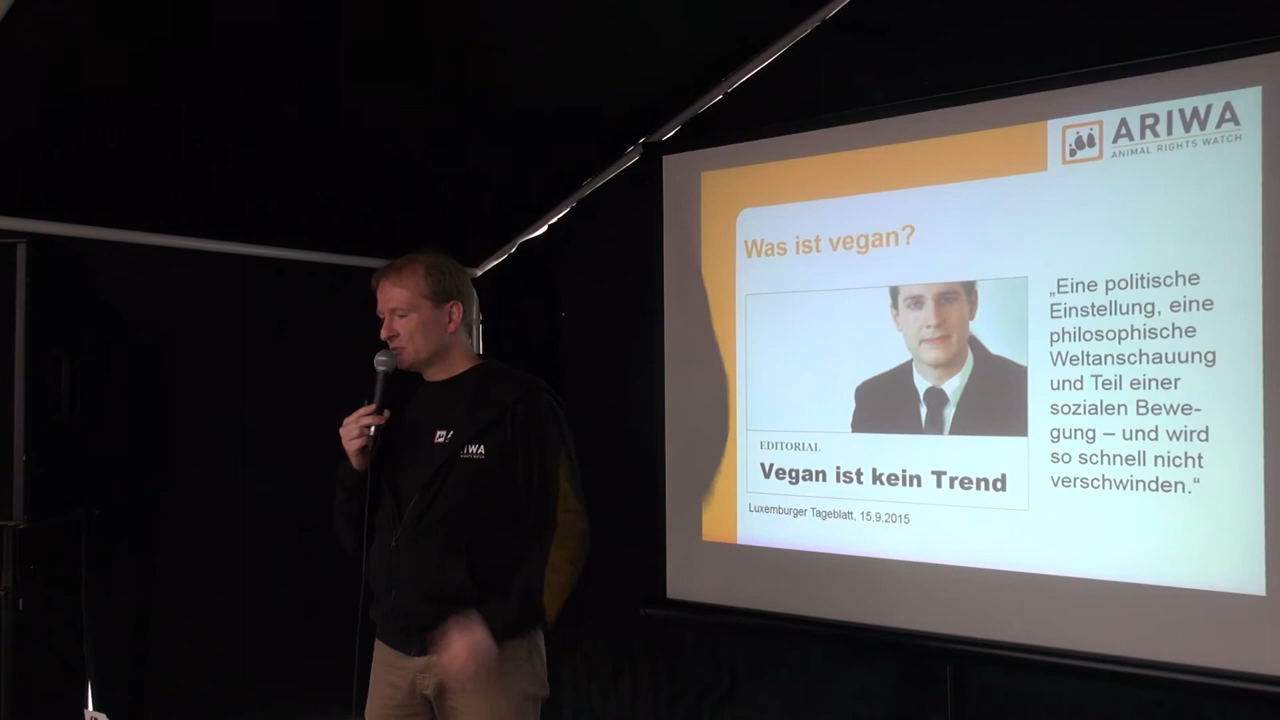 ARIWA
ANIMAL RIGHTS WATCH
Was ist vegan?
„Eine politische
Einstellung, eine
philosophische
Weltanschauung
und Teil einer
sozialen Bewe-
gung – und wird
so schnell nicht
verschwinden.“
EDITORIAL
Vegan ist kein Trend
Luxemburger Tageblatt, 15.9.2015
IWA